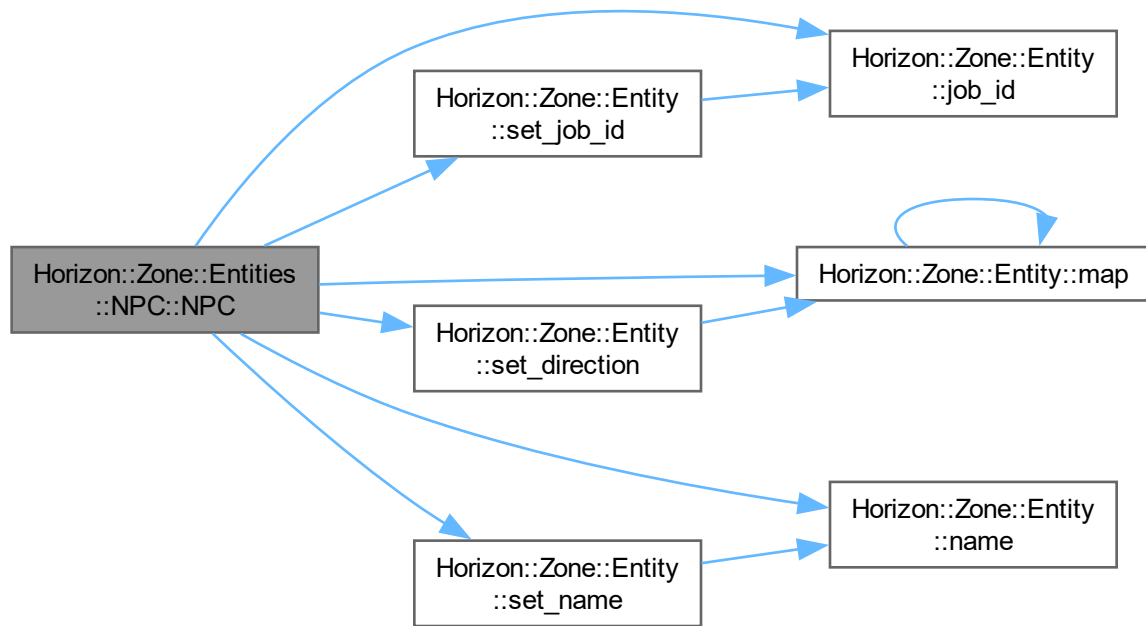 Horizon::Zone::Entities
::NPC::NPC
Horizon::Zone::Entity
::set_job_id
Horizon::Zone::Entity
::job_id
Horizon::Zone::Entity::map
Horizon::Zone::Entity
::set_direction
Horizon::Zone::Entity
::name
Horizon::Zone::Entity
::set_name